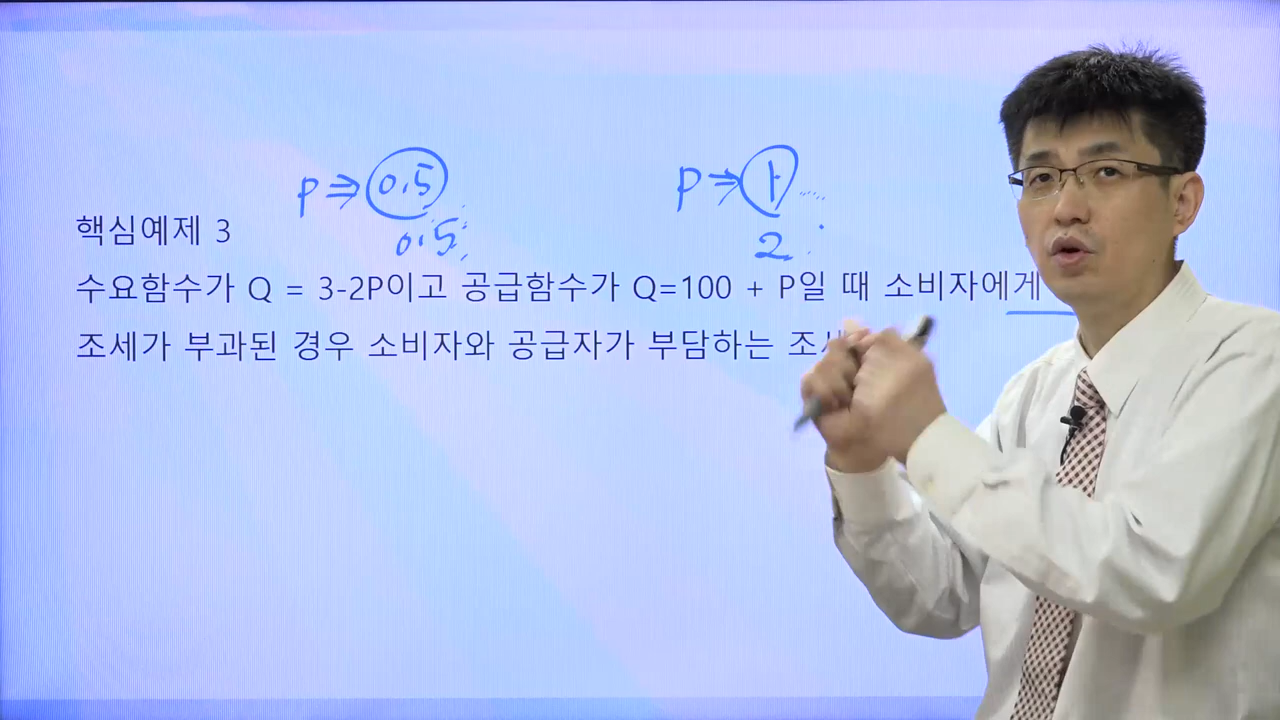 P ⇒ 0.5 P ⇒ 1
0.5 2
핵심예제 3
수요함수가 Q = 3-2P이고 공급함수가 Q=100 + P일 때 소비자에게
조세가 부과된 경우 소비자와 공급자가 부담하는